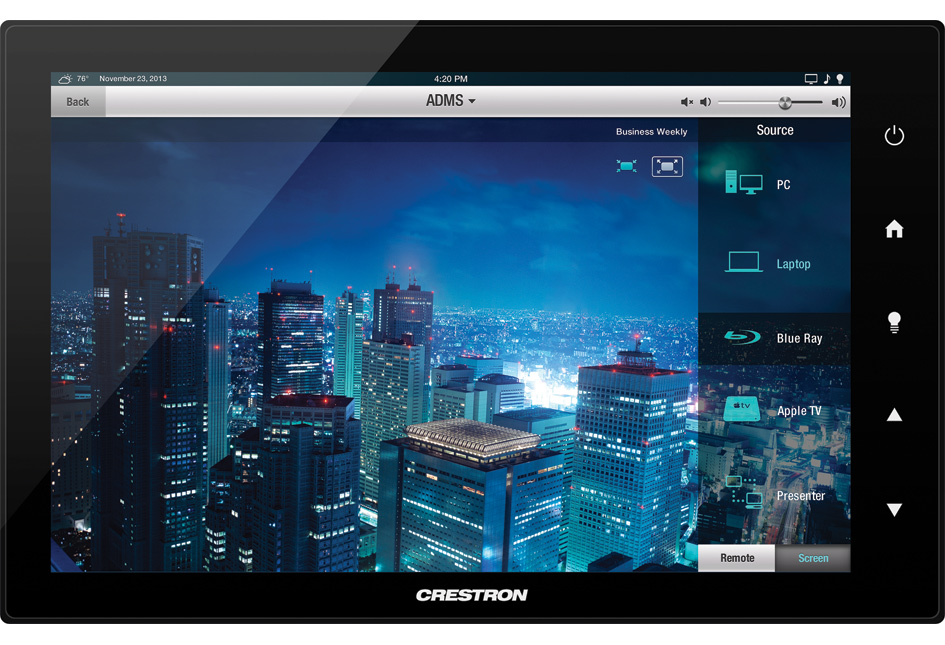 76° November 23, 2013
4:20 PM
Back
ADMS
Business Weekly
Source
PC
Laptop
Blue Ray
tv
Apple TV
Presenter
Remote
Screen
CRESTRON